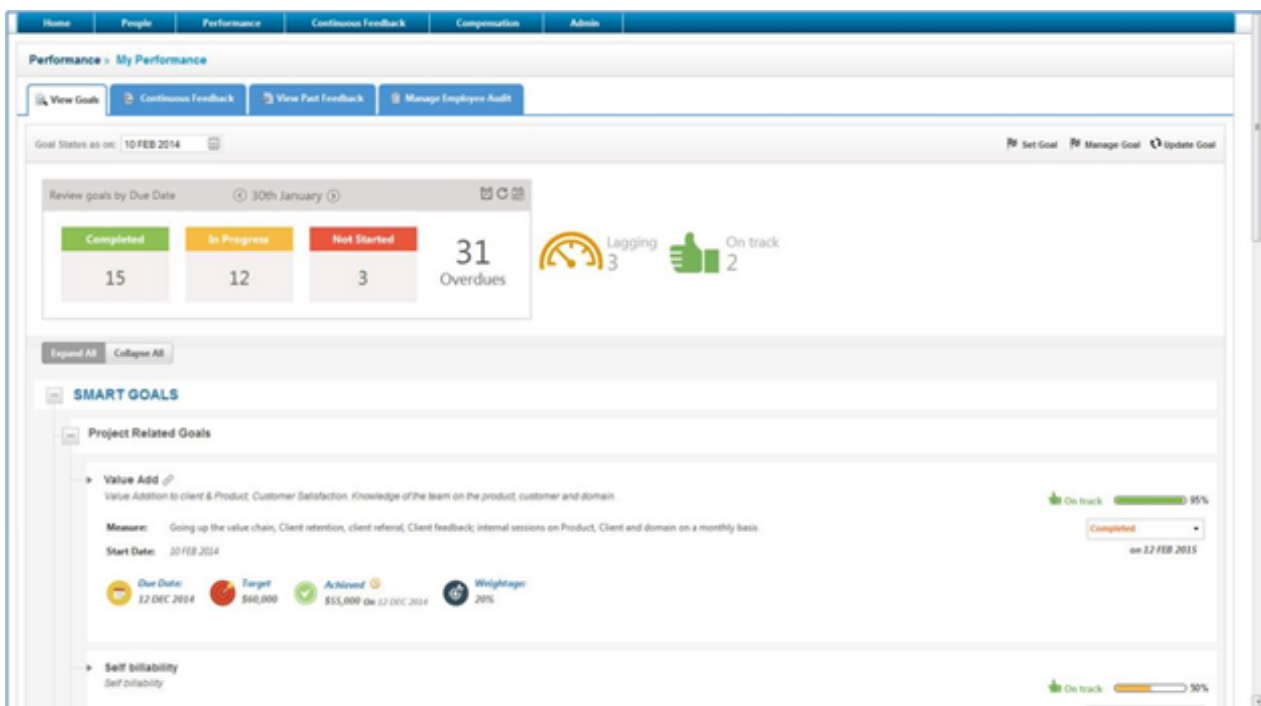 Home People Performance Continuous Feedback Compensation Admin
Performance > My Performance
View Goals Continuous Feedback View Past Feedback Manage Employee Audit
Goal Status as on: 10 FEB 2014 Set Goal Manage Goal Update Goal
Review goals by Due Date 30th January
Completed In Progress Not Started
15 12 3
31
Overdues
Lagging
3
On track
2
Expand All Collapse All
SMART GOALS
Project Related Goals
Value Add
Value Addition to client & Product, Customer Satisfaction. Knowledge of the team on the product, customer and domain.
On track 95%
Measure: Going up the value chain, Client retention, client referral, Client feedback; internal sessions on Product, Client and domain on a monthly basis
Completed
Start Date: 10 FEB 2014
on 12 FEB 2015
Due Date: Target Achieved Weightage:
12 DEC 2014 $60,000 $55,000 On 12 DEC 2014 20%
Self billability
Self billability
On track 50%